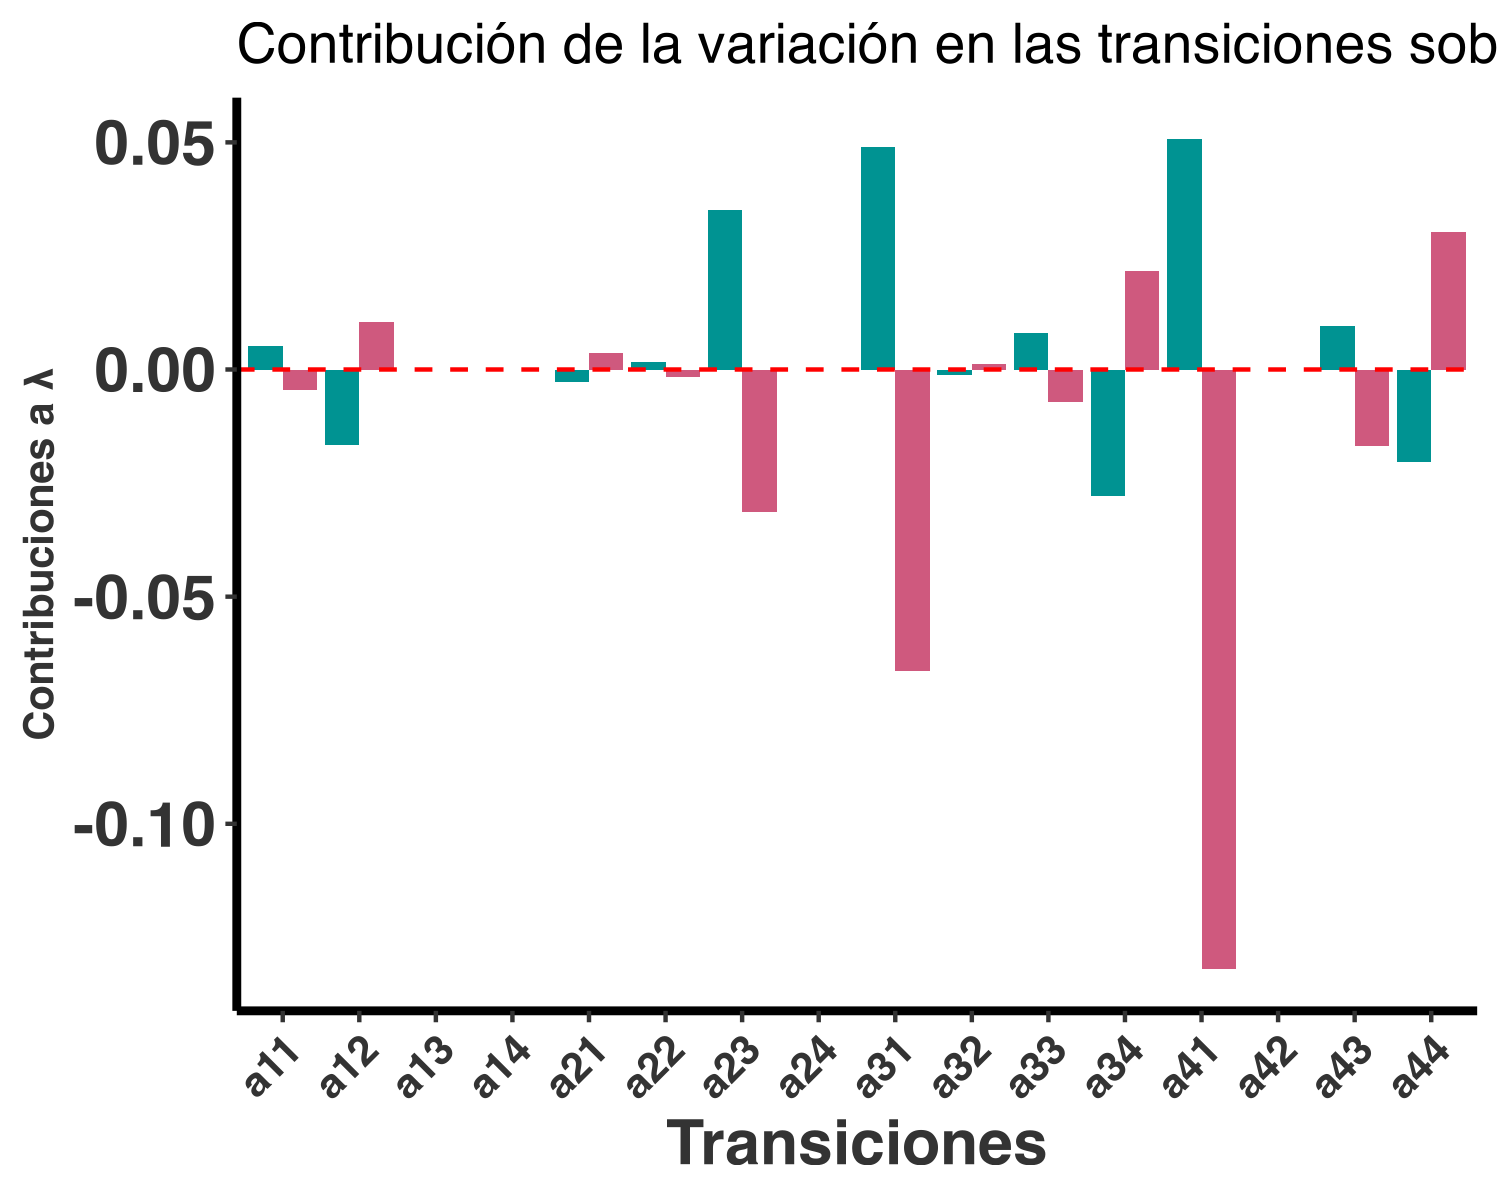 Contribución de la variación en las transiciones sob
Contribuciones a λ
0.05
0.00
-0.05
-0.10
a11 a12 a13 a14 a21 a22 a23 a24 a31 a32 a33 a34 a41 a42 a43 a44
Transiciones